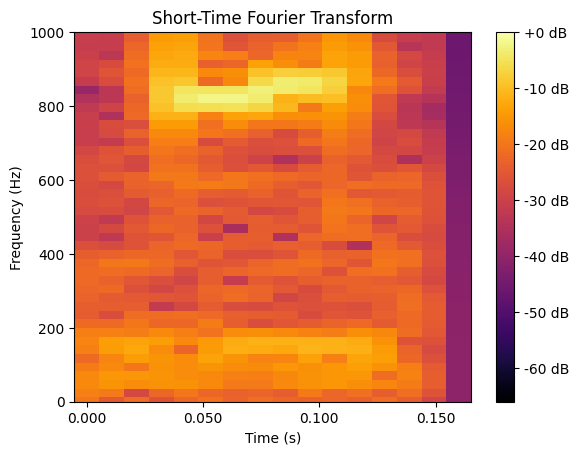 Short-Time Fourier Transform
1000
800
600
400
200
0
Frequency (Hz)
0.000
0.050
0.100
0.150
Time (s)
+0 dB
-10 dB
-20 dB
-30 dB
-40 dB
-50 dB
-60 dB